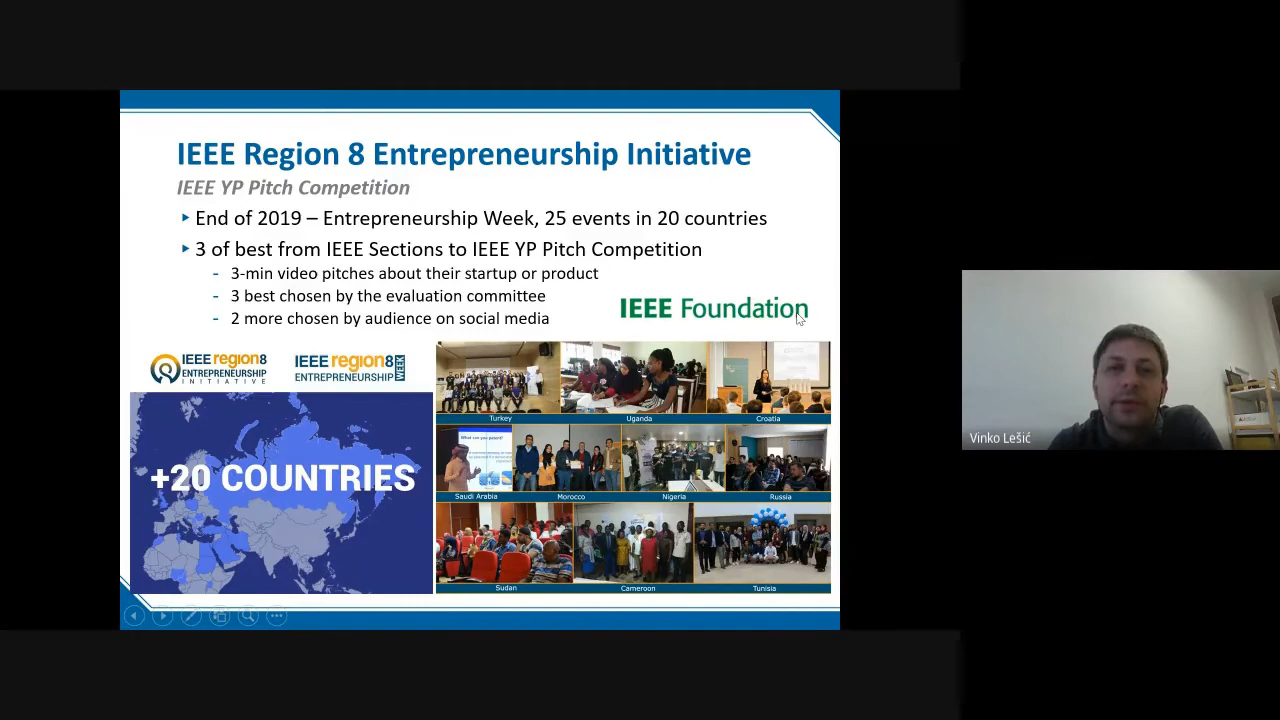 IEEE Region 8 Entrepreneurship Initiative
IEEE YP Pitch Competition
End of 2019 – Entrepreneurship Week, 25 events in 20 countries
3 of best from IEEE Sections to IEEE YP Pitch Competition
- 3-min video pitches about their startup or product
- 3 best chosen by the evaluation committee
- 2 more chosen by audience on social media
IEEE Foundation
IEEE region8
ENTREPRENEURSHIP
INITIATIVE
IEEE region8
ENTREPRENEURSHIP
WEEK
+20 COUNTRIES
Turkey
Uganda
Croatia
What can you patent?
Saudi Arabia
Morocco
Nigeria
Russia
Sudan
Cameroon
Tunisia
Vinko Lešić